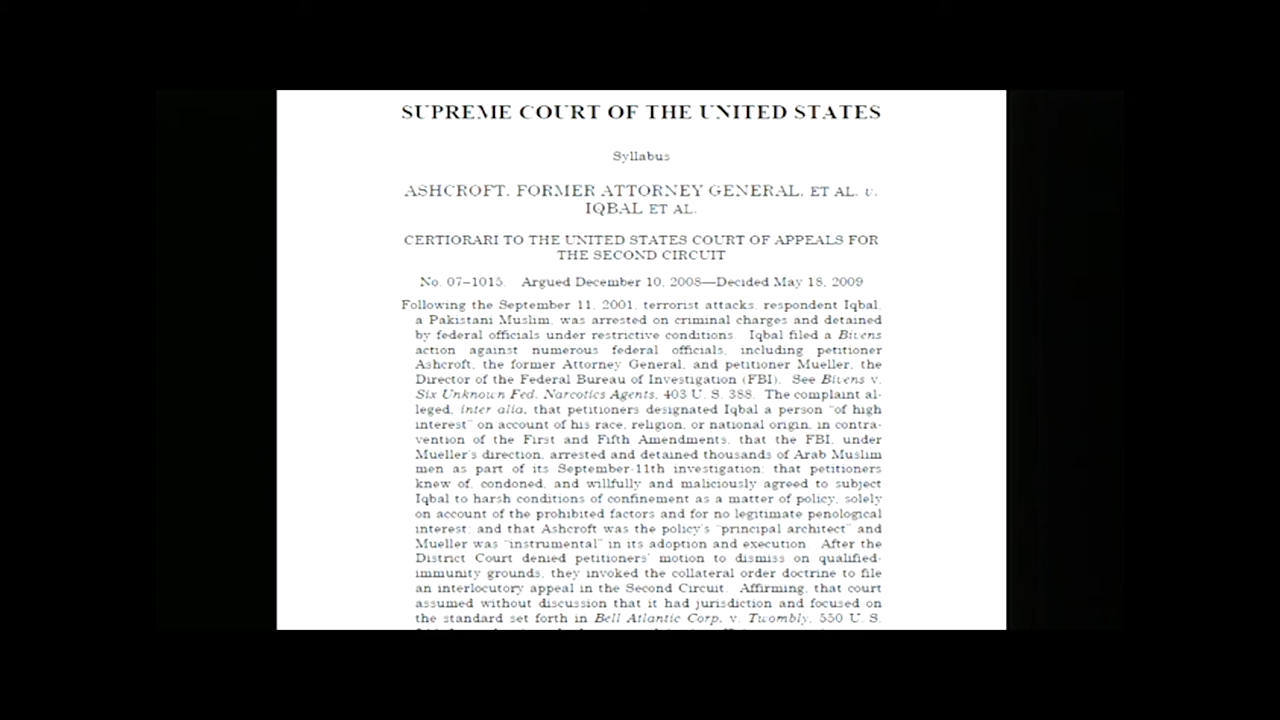 SUPREME COURT OF THE UNITED STATES
Syllabus
ASHCROFT, FORMER ATTORNEY GENERAL, ET AL. v.
IQBAL ET AL.
CERTIORARI TO THE UNITED STATES COURT OF APPEALS FOR
THE SECOND CIRCUIT
No. 07–1015. Argued December 10, 2008—Decided May 18, 2009
Following the September 11, 2001, terrorist attacks, respondent Iqbal,
a Pakistani Muslim, was arrested on criminal charges and detained
by federal officials under restrictive conditions. Iqbal filed a Bivens
action against numerous federal officials, including petitioner
Ashcroft, the former Attorney General, and petitioner Mueller, the
Director of the Federal Bureau of Investigation (FBI). See Bivens v.
Six Unknown Fed. Narcotics Agents, 403 U. S. 388. The complaint al-
leged, inter alia, that petitioners designated Iqbal a person "of high
interest" on account of his race, religion, or national origin, in contra-
vention of the First and Fifth Amendments, that the FBI, under
Mueller's direction, arrested and detained thousands of Arab Muslim
men as part of its September-11th investigation; that petitioners
knew of, condoned, and willfully and maliciously agreed to subject
Iqbal to harsh conditions of confinement as a matter of policy, solely
on account of the prohibited factors and for no legitimate penological
interest; and that Ashcroft was the policy's "principal architect" and
Mueller was "instrumental" in its adoption and execution. After the
District Court denied petitioners' motion to dismiss on qualified-
immunity grounds, they invoked the collateral order doctrine to file
an interlocutory appeal in the Second Circuit. Affirming, that court
assumed without discussion that it had jurisdiction and focused on
the standard set forth in Bell Atlantic Corp. v. Twombly, 550 U. S.